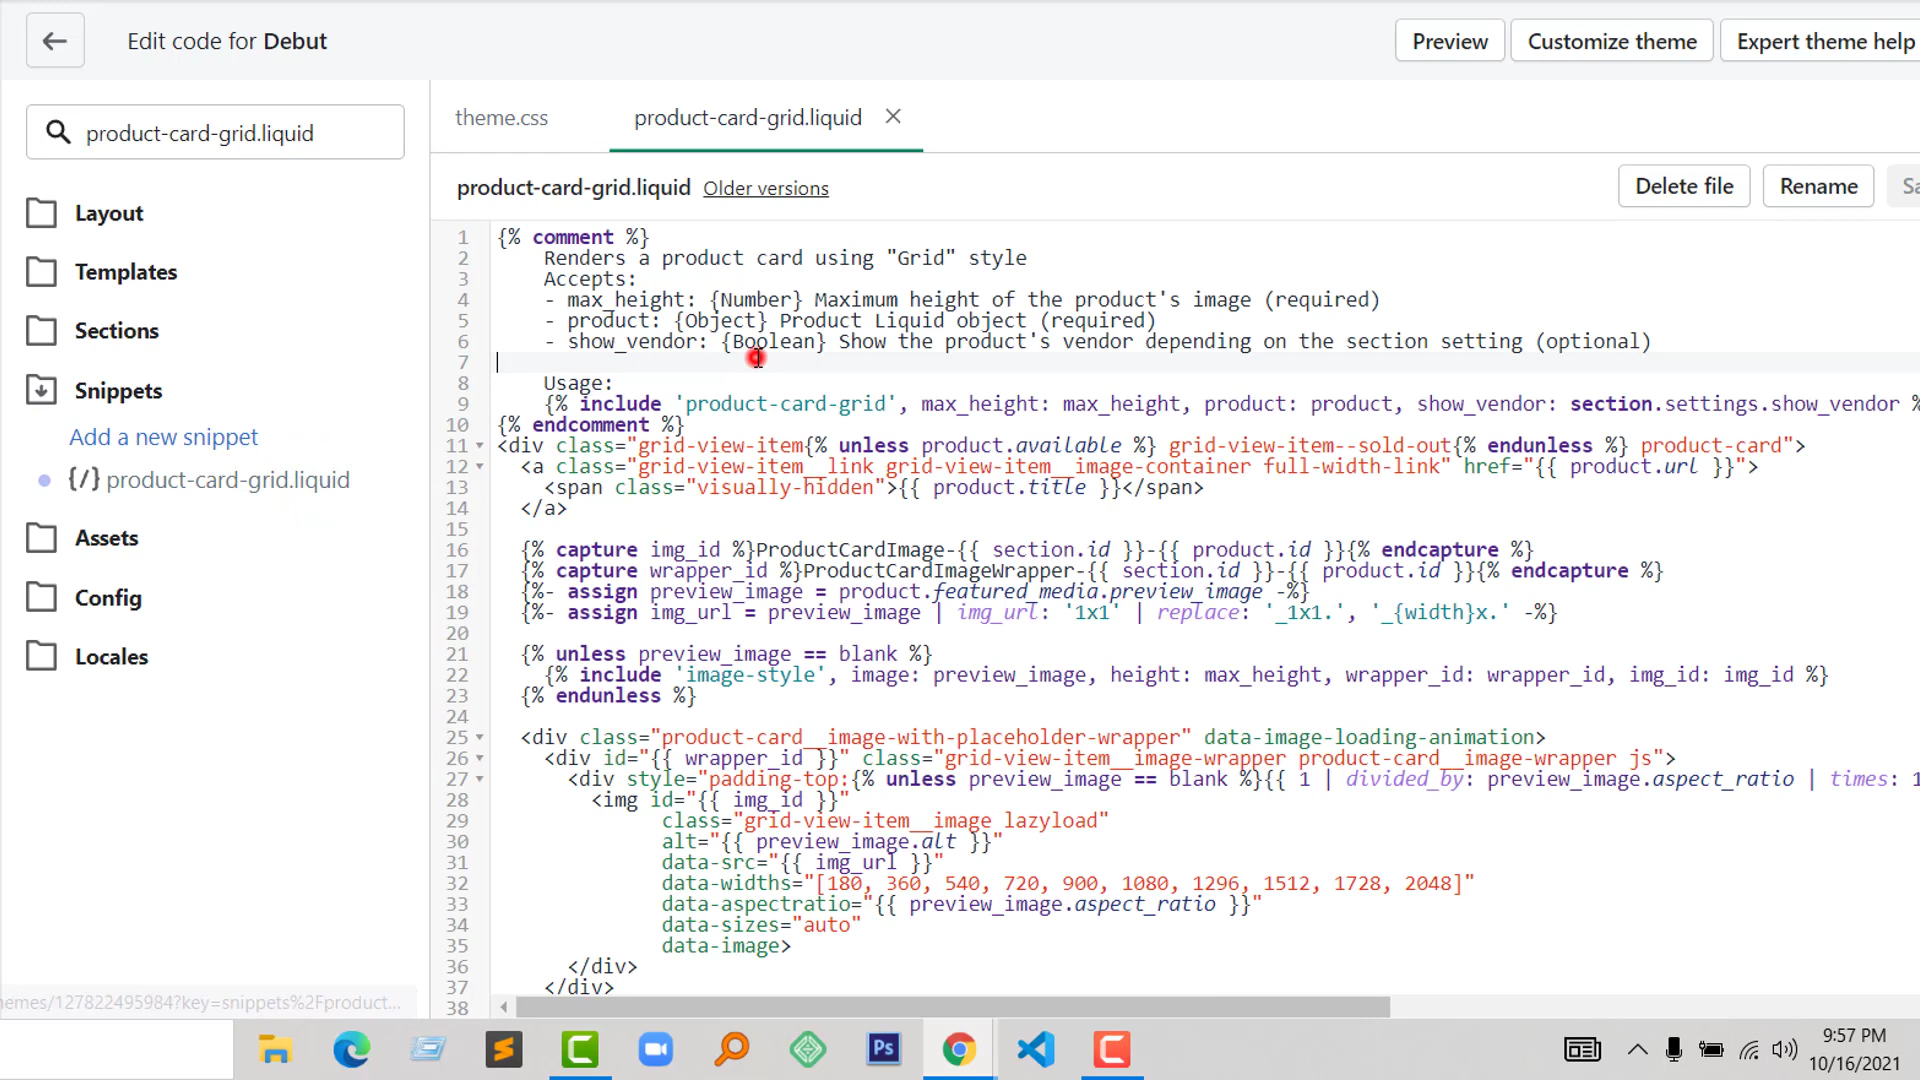 Edit code for Debut
Preview
Customize theme
Expert theme help
product-card-grid.liquid
Layout
Templates
Sections
Snippets
Add a new snippet
{/} product-card-grid.liquid
Assets
Config
Locales
emes/127822495984?key=snippets%2Fproduct...
theme.css
product-card-grid.liquid
product-card-grid.liquid Older versions
Delete file
Rename
Sa
1 {% comment %}
2 Renders a product card using "Grid" style
3 Accepts:
4 - max_height: {Number} Maximum height of the product's image (required)
5 - product: {Object} Product Liquid object (required)
6 - show_vendor: {Boolean} Show the product's vendor depending on the section setting (optional)
7
8 Usage:
9 {% include 'product-card-grid', max_height: max_height, product: product, show_vendor: section.settings.show_vendor %
10 {% endcomment %}
11 <div class="grid-view-item{% unless product.available %} grid-view-item--sold-out{% endunless %} product-card">
12 <a class="grid-view-item__link grid-view-item__image-container full-width-link" href="{{ product.url }}">
13 <span class="visually-hidden">{{ product.title }}</span>
14 </a>
15
16 {% capture img_id %}ProductCardImage-{{ section.id }}-{{ product.id }}{% endcapture %}
17 {% capture wrapper_id %}ProductCardImageWrapper-{{ section.id }}-{{ product.id }}{% endcapture %}
18 {%- assign preview_image = product.featured_media.preview_image -%}
19 {%- assign img_url = preview_image | img_url: '1x1' | replace: '_1x1.', '_{width}x.' -%}
20
21 {% unless preview_image == blank %}
22 {% include 'image-style', image: preview_image, height: max_height, wrapper_id: wrapper_id, img_id: img_id %}
23 {% endunless %}
24
25 <div class="product-card__image-with-placeholder-wrapper" data-image-loading-animation>
26 <div id="{{ wrapper_id }}" class="grid-view-item__image-wrapper product-card__image-wrapper js">
27 <div style="padding-top:{% unless preview_image == blank %}{{ 1 | divided_by: preview_image.aspect_ratio | times: 1
28 <img id="{{ img_id }}"
29 class="grid-view-item__image lazyload"
30 alt="{{ preview_image.alt }}"
31 data-src="{{ img_url }}"
32 data-widths="[180, 360, 540, 720, 900, 1080, 1296, 1512, 1728, 2048]"
33 data-aspectratio="{{ preview_image.aspect_ratio }}"
34 data-sizes="auto"
35 data-image>
36 </div>
37 </div>
38
Ps
9:57 PM
10/16/2021